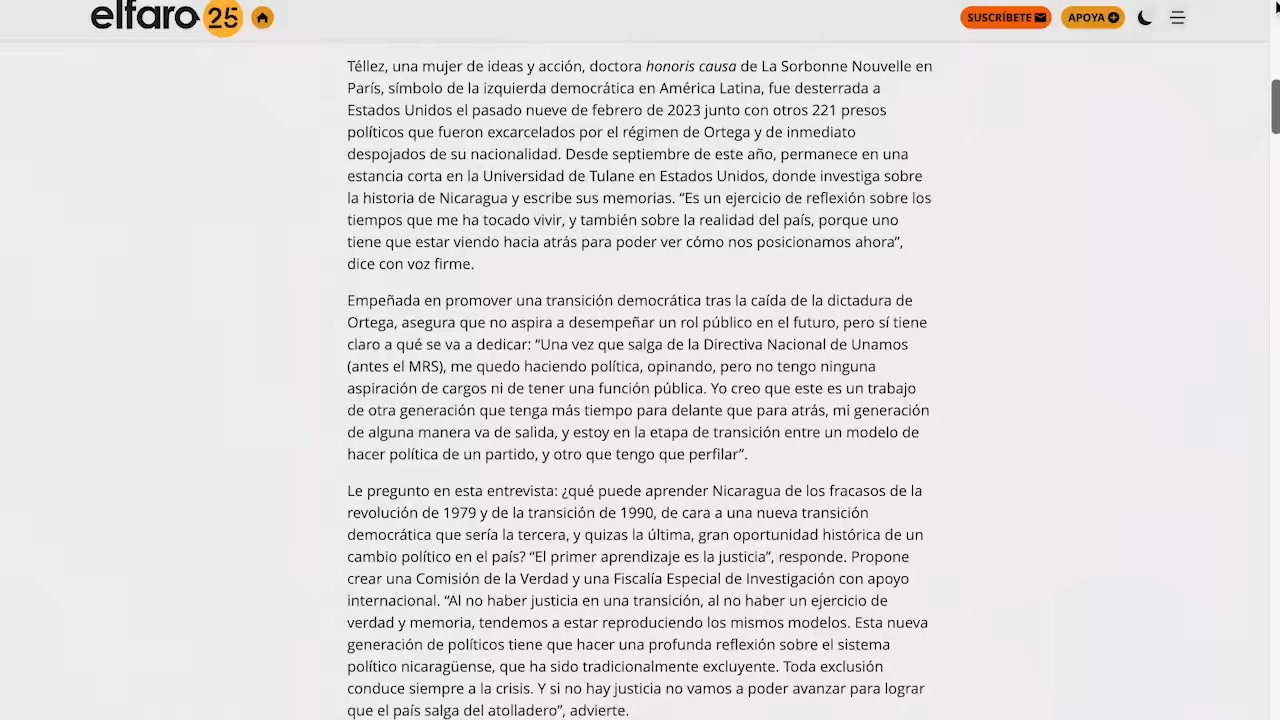 elfaro 25
SUSCRÍBETE
APOYA
Téllez, una mujer de ideas y acción, doctora honoris causa de La Sorbonne Nouvelle en
París, símbolo de la izquierda democrática en América Latina, fue desterrada a
Estados Unidos el pasado nueve de febrero de 2023 junto con otros 221 presos
políticos que fueron excarcelados por el régimen de Ortega y de inmediato
despojados de su nacionalidad. Desde septiembre de este año, permanece en una
estancia corta en la Universidad de Tulane en Estados Unidos, donde investiga sobre
la historia de Nicaragua y escribe sus memorias. “Es un ejercicio de reflexión sobre los
tiempos que me ha tocado vivir, y también sobre la realidad del país, porque uno
tiene que estar viendo hacia atrás para poder ver cómo nos posicionamos ahora”,
dice con voz firme.
Empeñada en promover una transición democrática tras la caída de la dictadura de
Ortega, asegura que no aspira a desempeñar un rol público en el futuro, pero sí tiene
claro a qué se va a dedicar: “Una vez que salga de la Directiva Nacional de Unamos
(antes el MRS), me quedo haciendo política, opinando, pero no tengo ninguna
aspiración de cargos ni de tener una función pública. Yo creo que este es un trabajo
de otra generación que tenga más tiempo para delante que para atrás, mi generación
de alguna manera va de salida, y estoy en la etapa de transición entre un modelo de
hacer política de un partido, y otro que tengo que perfilar”.
Le pregunto en esta entrevista: ¿qué puede aprender Nicaragua de los fracasos de la
revolución de 1979 y de la transición de 1990, de cara a una nueva transición
democrática que sería la tercera, y quizas la última, gran oportunidad histórica de un
cambio político en el país? “El primer aprendizaje es la justicia”, responde. Propone
crear una Comisión de la Verdad y una Fiscalía Especial de Investigación con apoyo
internacional. “Al no haber justicia en una transición, al no haber un ejercicio de
verdad y memoria, tendemos a estar reproduciendo los mismos modelos. Esta nueva
generación de políticos tiene que hacer una profunda reflexión sobre el sistema
político nicaragüense, que ha sido tradicionalmente excluyente. Toda exclusión
conduce siempre a la crisis. Y si no hay justicia no vamos a poder avanzar para lograr
que el país salga del atolladero”, advierte.